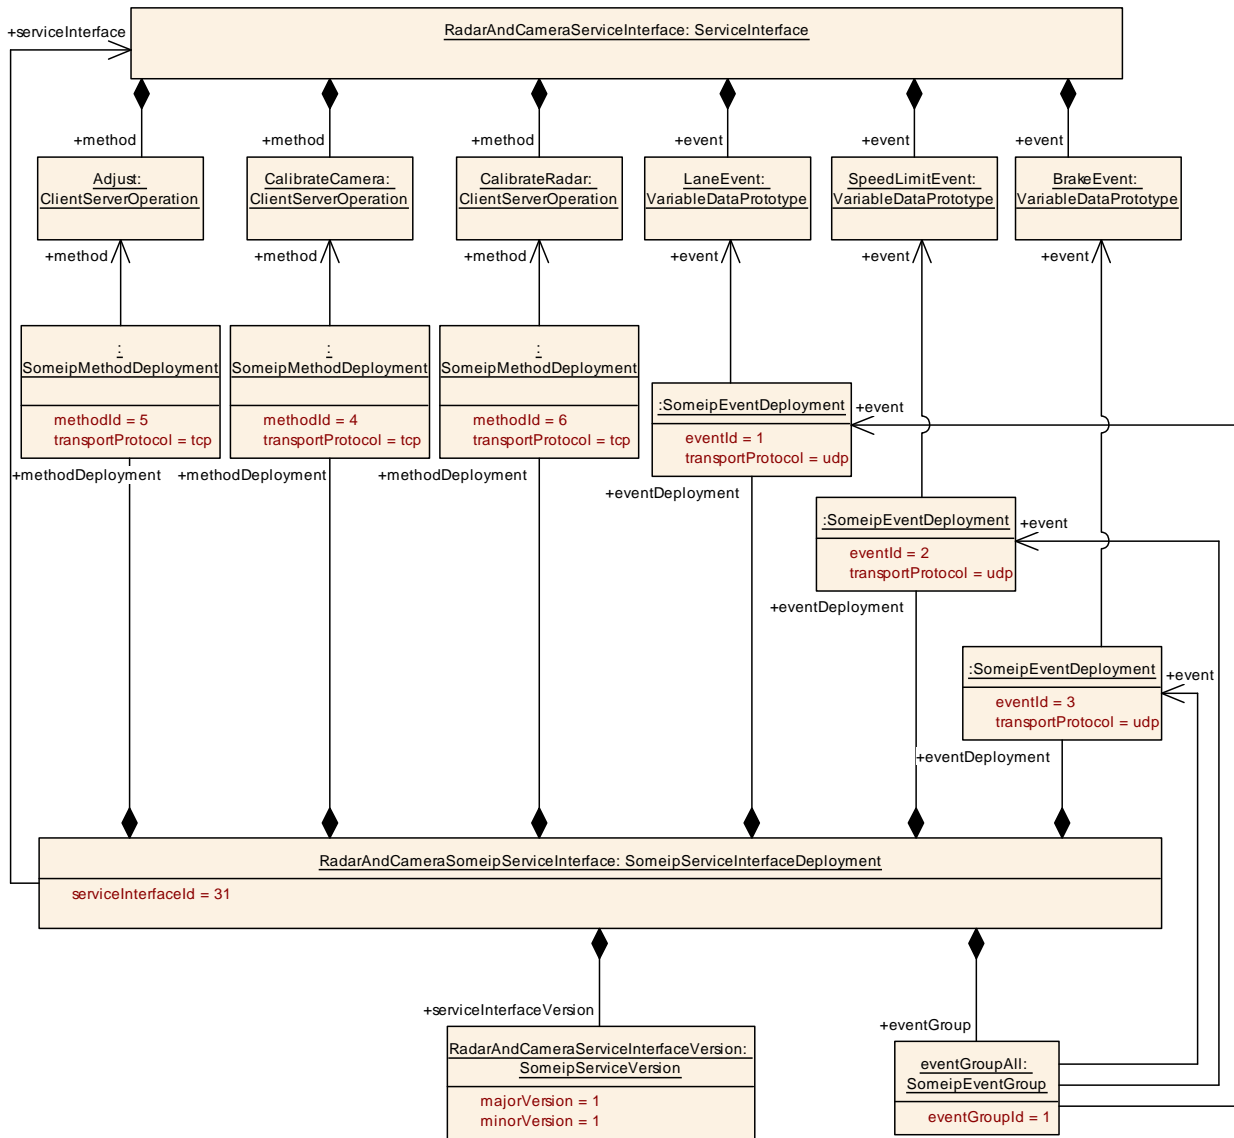 +serviceInterface
RadarAndCameraServiceInterface: ServiceInterface
+method
+method
+method
+event
+event
+event
Adjust:
ClientServerOperation
CalibrateCamera:
ClientServerOperation
CalibrateRadar:
ClientServerOperation
LaneEvent:
VariableDataPrototype
SpeedLimitEvent:
VariableDataPrototype
BrakeEvent:
VariableDataPrototype
+method
+method
+method
+event
+event
+event
:
SomeipMethodDeployment
methodId = 5
transportProtocol = tcp
:
SomeipMethodDeployment
methodId = 4
transportProtocol = tcp
:
SomeipMethodDeployment
methodId = 6
transportProtocol = tcp
:SomeipEventDeployment
eventId = 1
transportProtocol = udp
+event
+methodDeployment
+methodDeployment
+methodDeployment
+eventDeployment
:SomeipEventDeployment
eventId = 2
transportProtocol = udp
+event
+eventDeployment
:SomeipEventDeployment
eventId = 3
transportProtocol = udp
+event
+eventDeployment
RadarAndCameraSomeipServiceInterface: SomeipServiceInterfaceDeployment
serviceInterfaceId = 31
+serviceInterfaceVersion
+eventGroup
RadarAndCameraServiceInterfaceVersion:
SomeipServiceVersion
majorVersion = 1
minorVersion = 1
eventGroupAll:
SomeipEventGroup
eventGroupId = 1